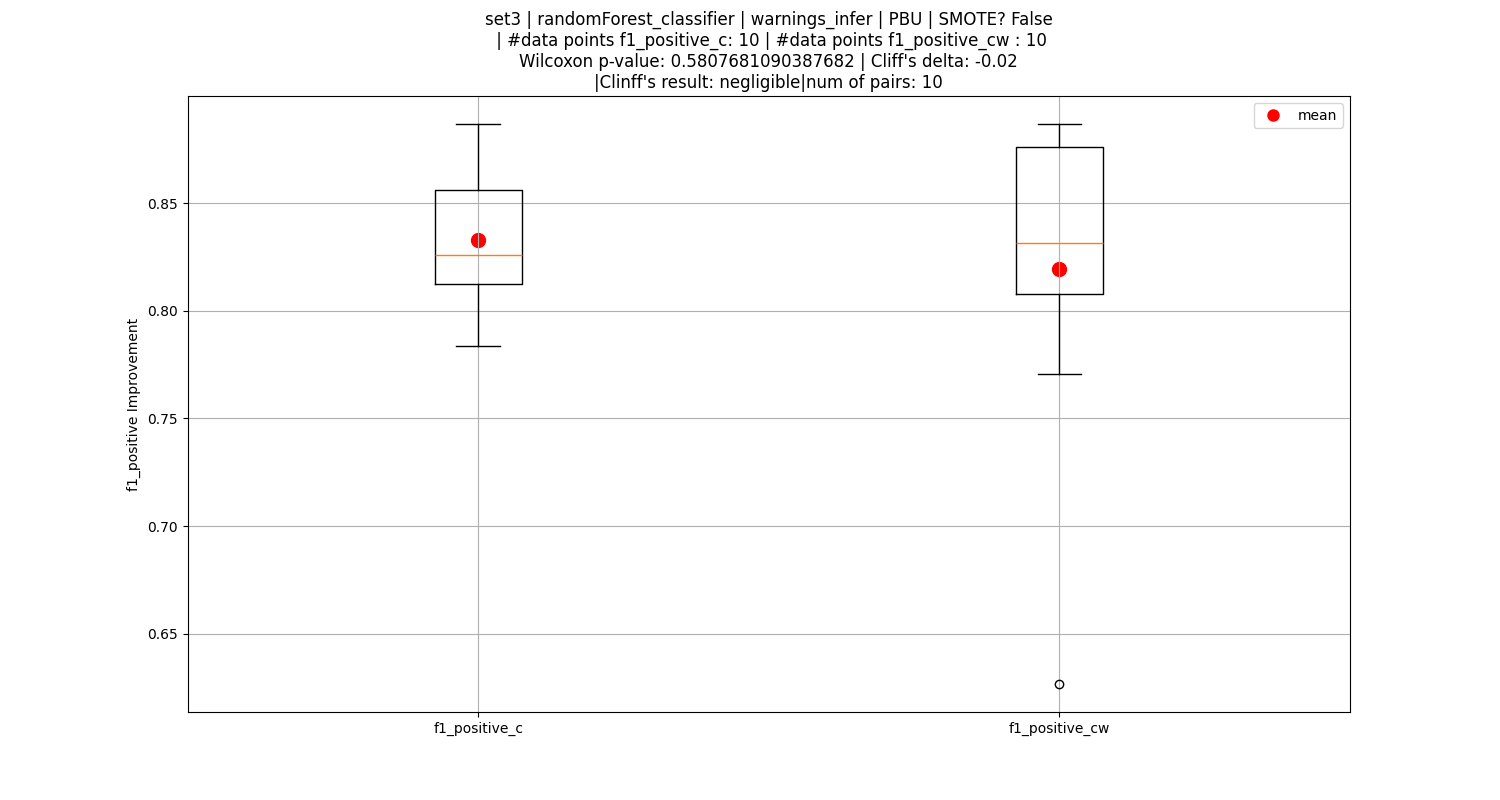 set3 | randomForest_classifier | warnings_infer | PBU | SMOTE? False
| #data points f1_positive_c: 10 | #data points f1_positive_cw : 10
Wilcoxon p-value: 0.5807681090387682 | Cliff's delta: -0.02
|Clinff's result: negligible|num of pairs: 10
mean
f1_positive Improvement
0.85
0.80
0.75
0.70
0.65
f1_positive_c
f1_positive_cw